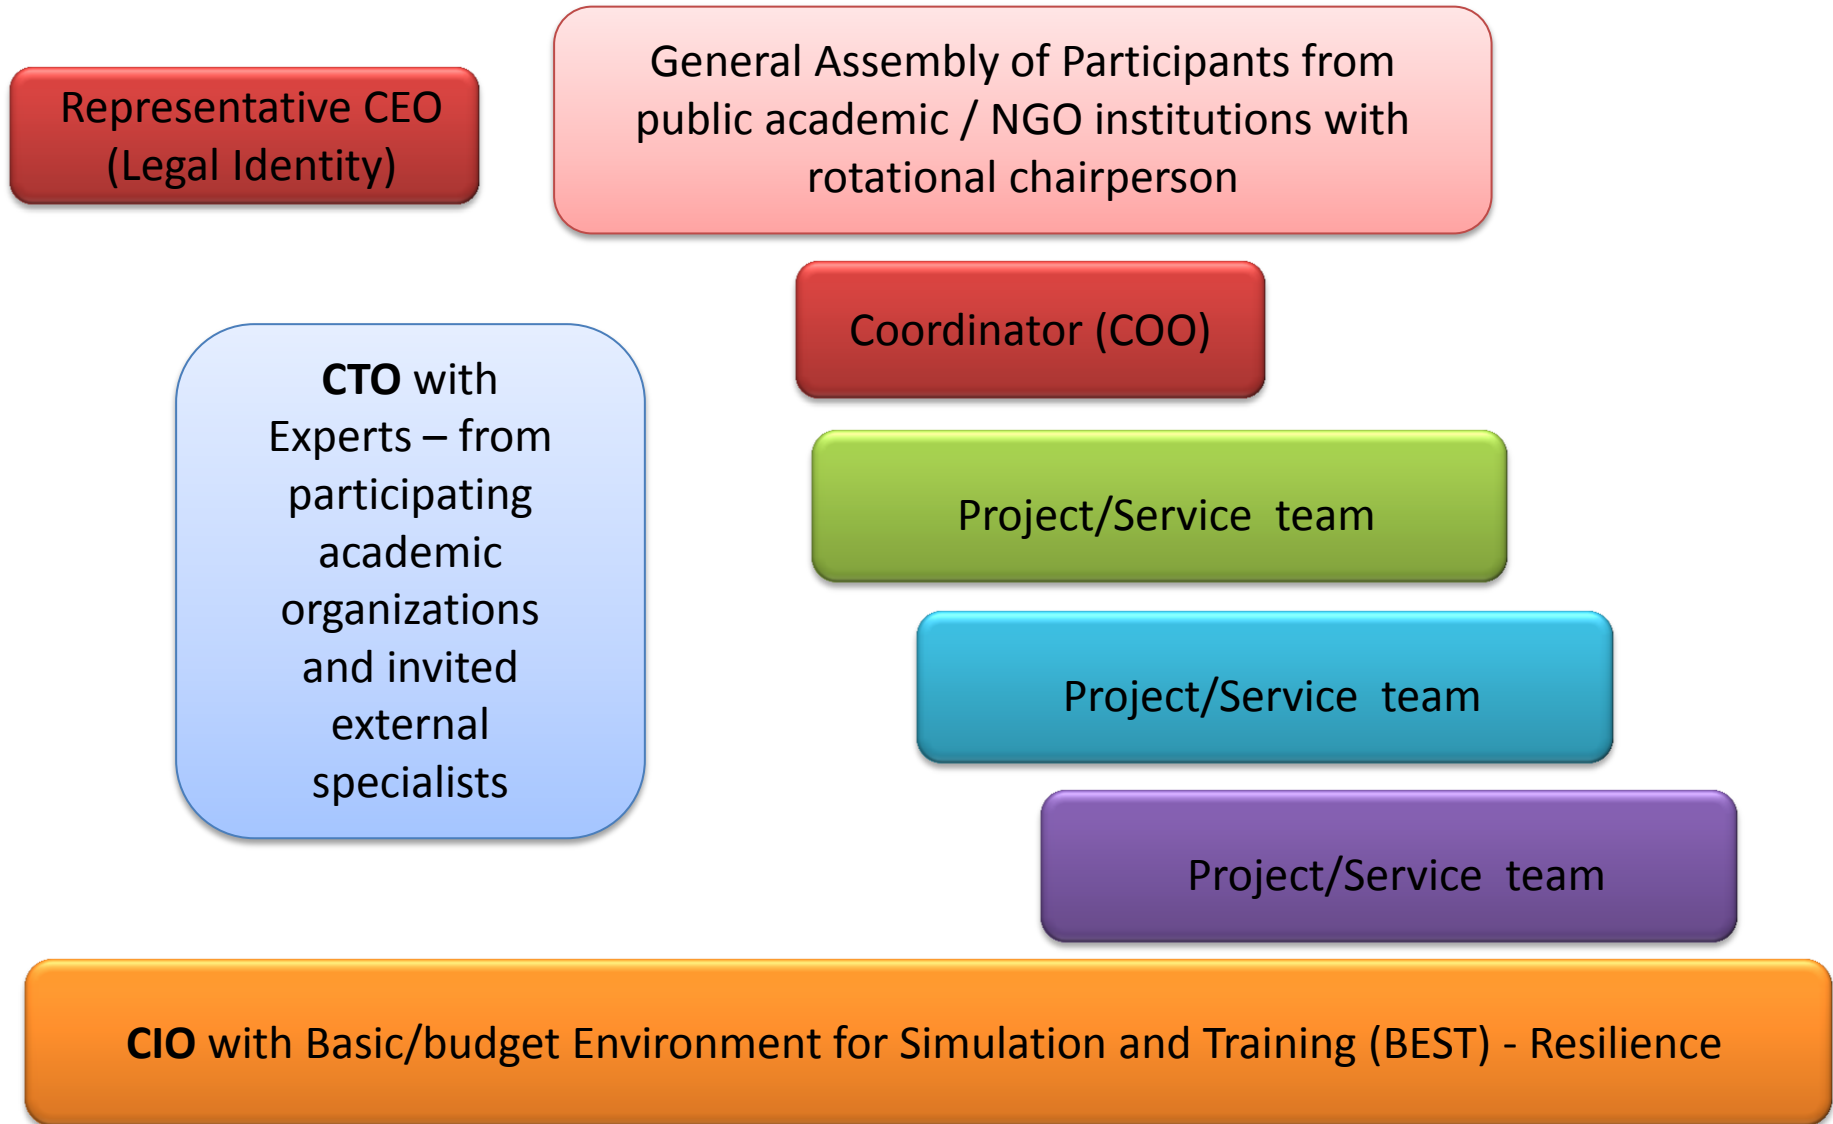 Representative CEO
(Legal Identity)
General Assembly of Participants from
public academic / NGO institutions with
rotational chairperson
Coordinator (COO)
CTO with
Experts – from
participating
academic
organizations
and invited
external
specialists
Project/Service team
Project/Service team
Project/Service team
CIO with Basic/budget Environment for Simulation and Training (BEST) - Resilience